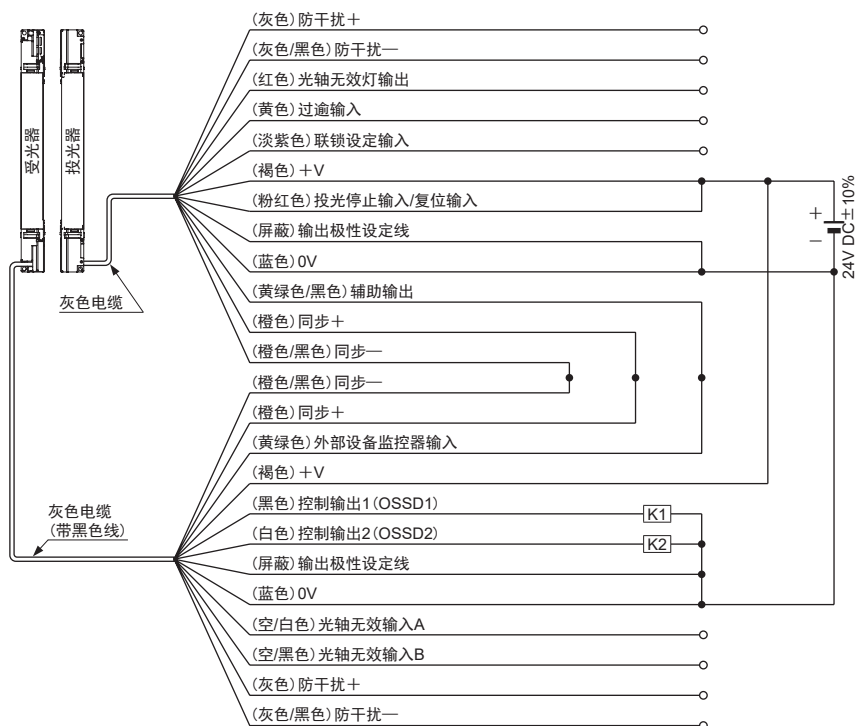 受光器
投光器
(灰色)防干扰＋
(灰色/黑色)防干扰—
(红色)光轴无效灯输出
(黄色)过逾输入
(淡紫色)联锁设定输入
(褐色)＋V
(粉红色)投光停止输入/复位输入
(屏蔽)输出极性设定线
(蓝色)0V
(黄绿色/黑色)辅助输出
(橙色)同步＋
(橙色/黑色)同步—
＋
—
24V DC±10%
灰色电缆
(橙色/黑色)同步—
(橙色)同步＋
(黄绿色)外部设备监控器输入
(褐色)＋V
(黑色)控制输出1(OSSD1)
K1
(白色)控制输出2(OSSD2)
K2
(屏蔽)输出极性设定线
(蓝色)0V
(空/白色)光轴无效输入A
(空/黑色)光轴无效输入B
(灰色)防干扰＋
(灰色/黑色)防干扰—
灰色电缆
(带黑色线)